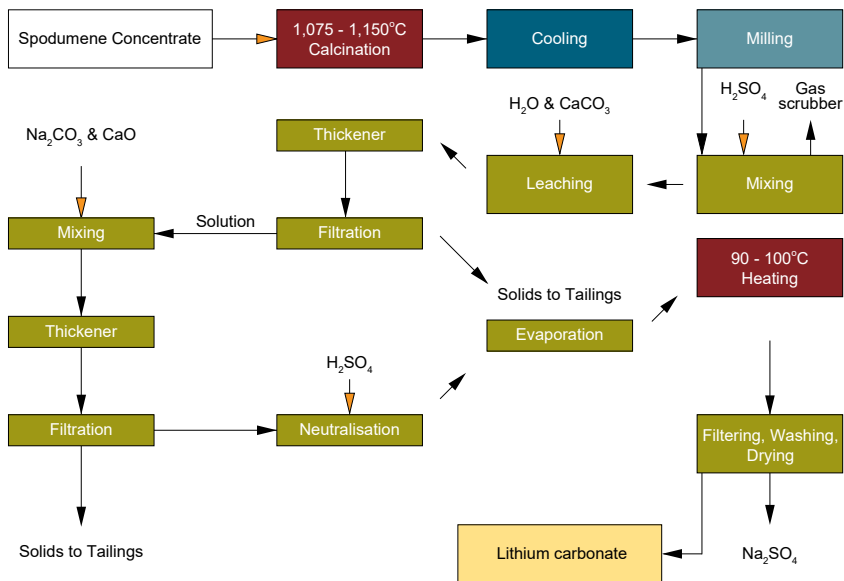 Spodumene Concentrate
1,075 - 1,150°C
Calcination
Cooling
Milling
H₂O & CaCO₃
H₂SO₄
Gas
scrubber
Na₂CO₃ & CaO
Thickener
Leaching
Mixing
Mixing
Solution
Filtration
90 - 100°C
Heating
Solids to Tailings
Thickener
Evaporation
H₂SO₄
Filtration
Neutralisation
Filtering, Washing,
Drying
Solids to Tailings
Lithium carbonate
Na₂SO₄